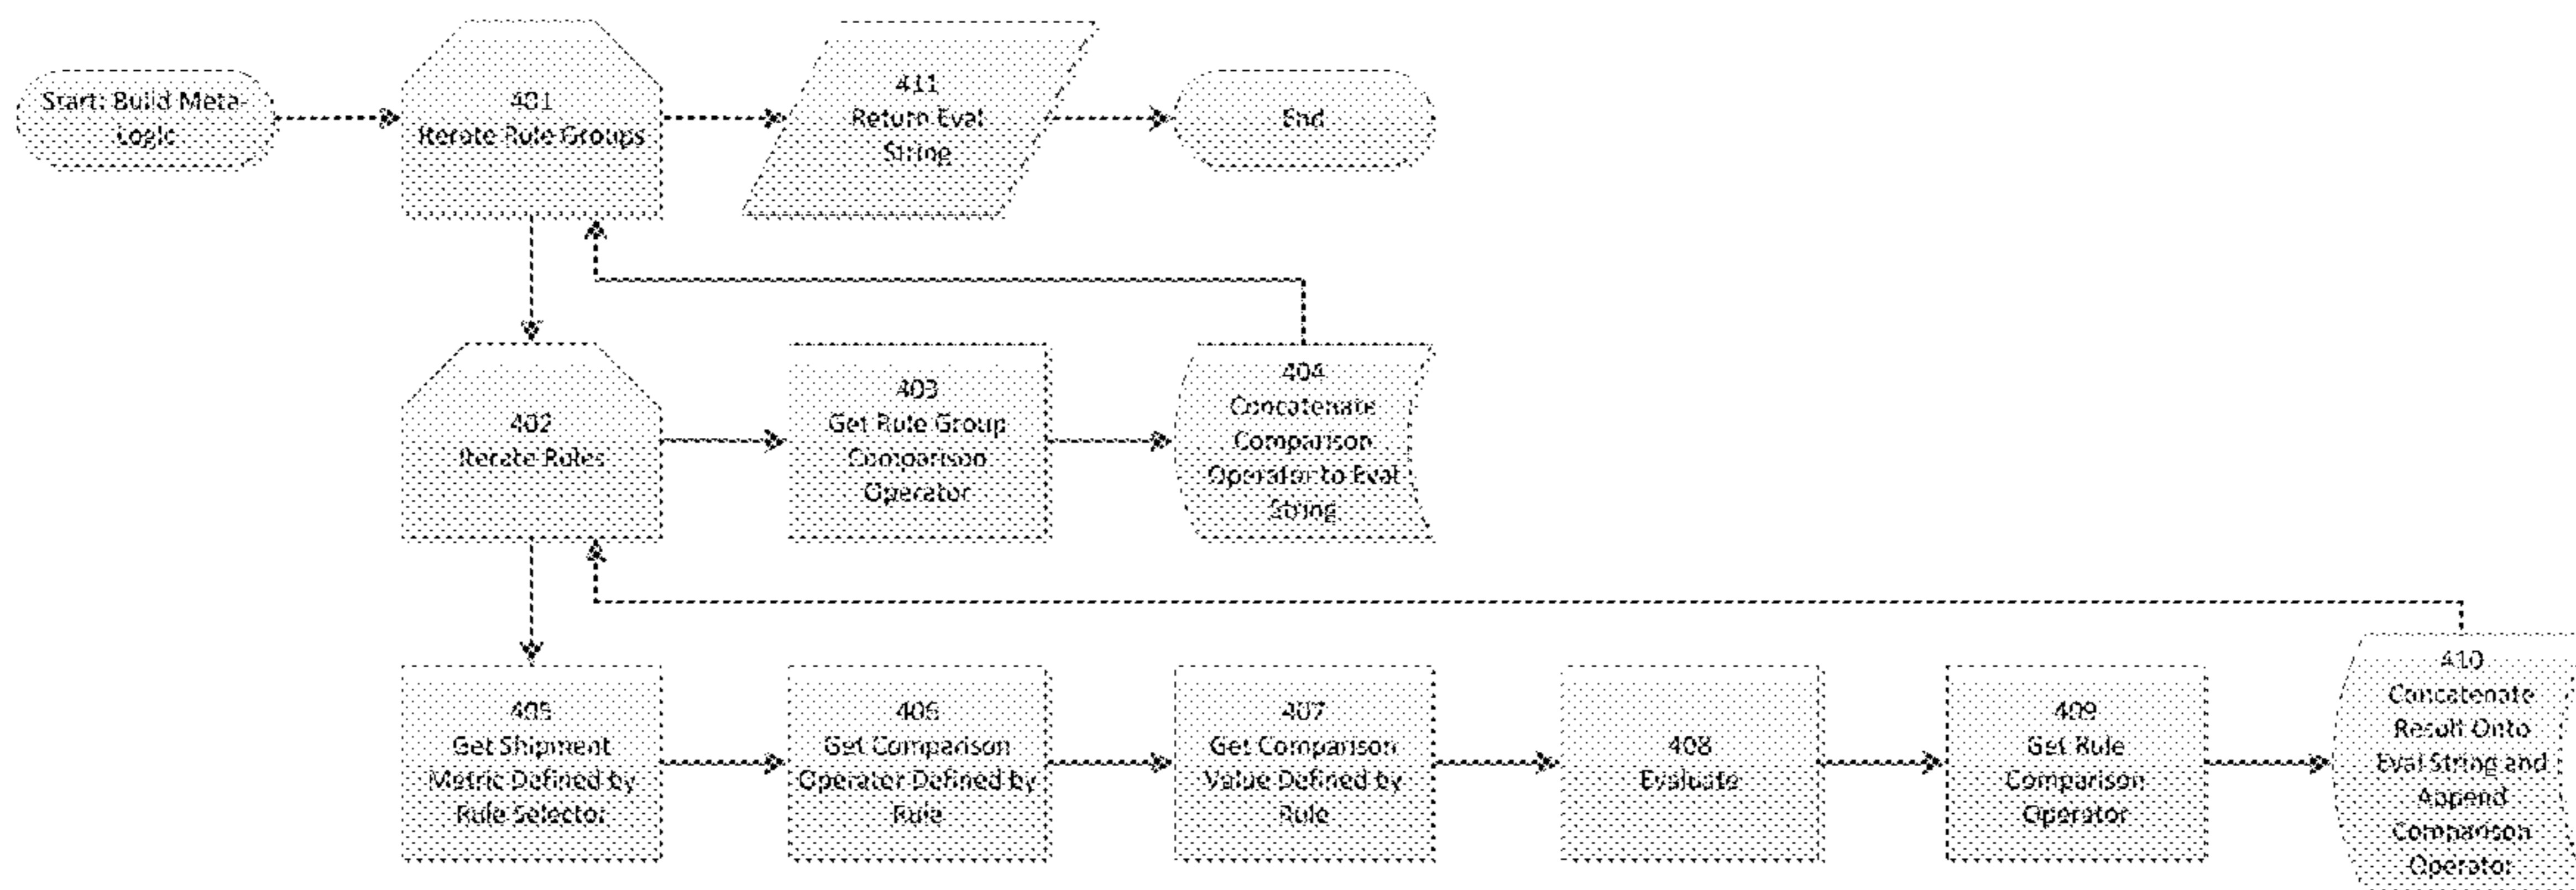 Start: Build Meta-
Logic
401
Iterate Rule Groups
411
Return Eval
String
End
402
Iterate Rules
403
Get Rule Group
Comparison
Operator
404
Concatenate
Comparison
Operator to Eval
String
405
Get Shipment
Metric Defined by
Rule Selector
406
Get Comparison
Operator Defined by
Rule
407
Get Comparison
Value Defined by
Rule
408
Evaluate
409
Get Rule
Comparison
Operator
410
Concatenate
Result Onto
Eval String and
Append
Comparison
Operator